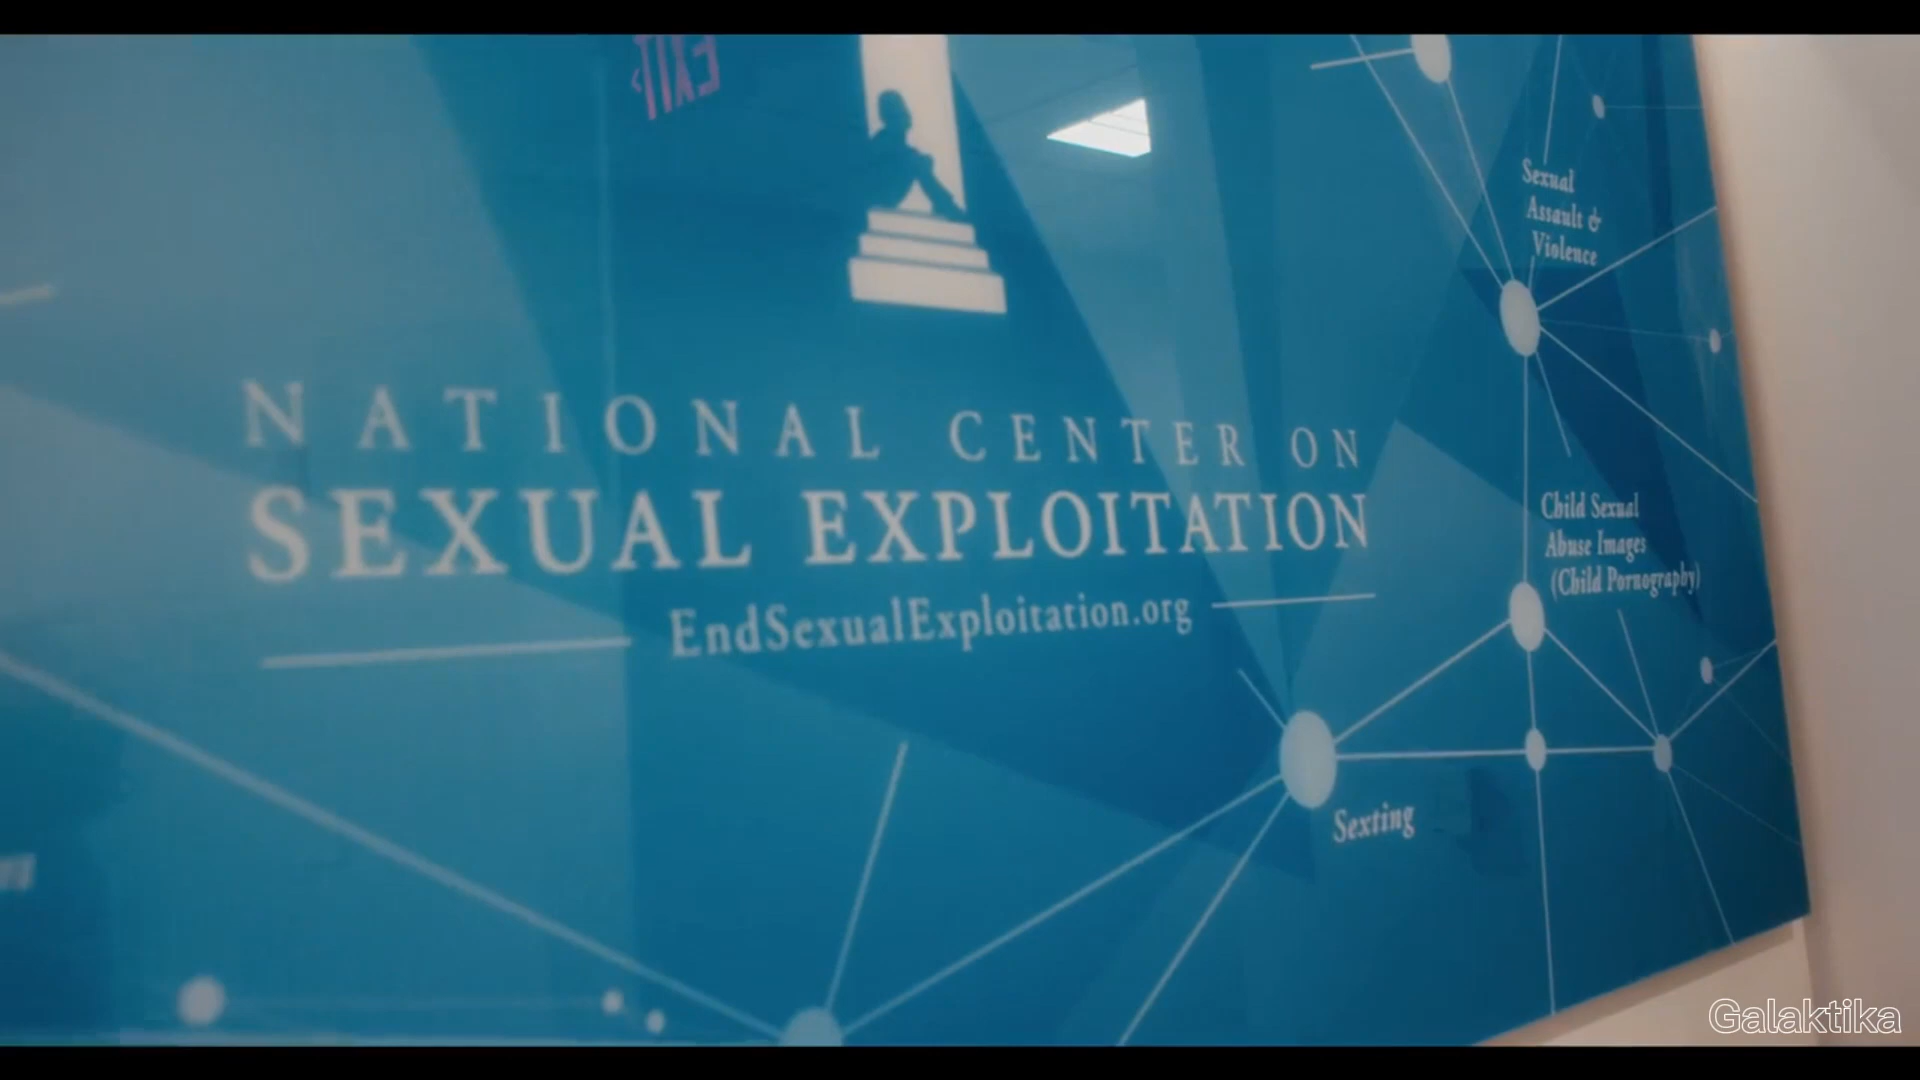 EXIT
NATIONAL CENTER ON
SEXUAL EXPLOITATION
EndSexualExploitation.org
Sexual
Assault &
Violence
Child Sexual
Abuse Images
(Child Pornography)
Sexting
Galaktika